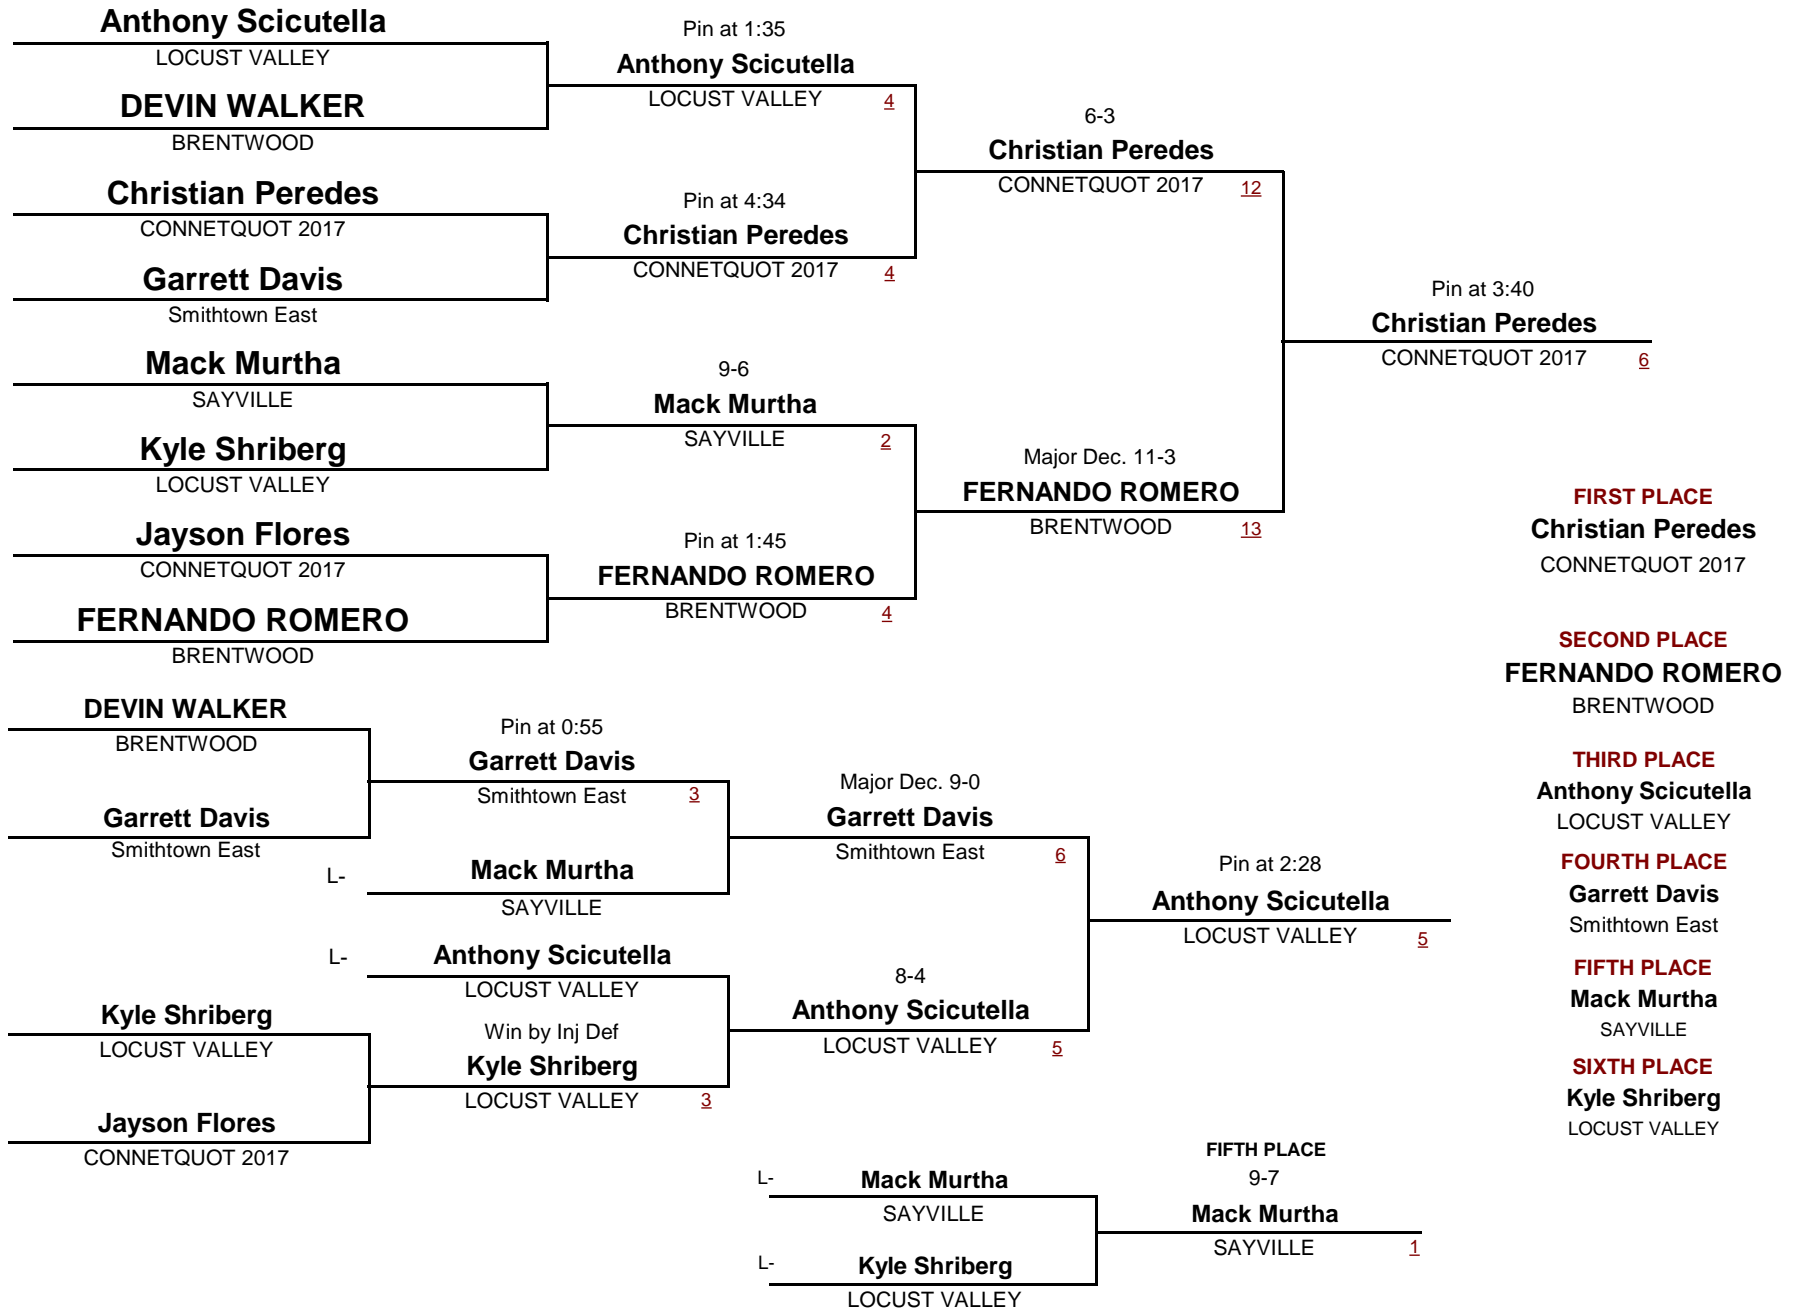 Anthony Scicutella
LOCUST VALLEY
DEVIN WALKER
BRENTWOOD
Christian Peredes
CONNETQUOT 2017
Garrett Davis
Smithtown East
Mack Murtha
SAYVILLE
Kyle Shriberg
LOCUST VALLEY
Jayson Flores
CONNETQUOT 2017
FERNANDO ROMERO
BRENTWOOD
Pin at 1:35
Anthony Scicutella
LOCUST VALLEY 4
Pin at 4:34
Christian Peredes
CONNETQUOT 2017 4
9-6
Mack Murtha
SAYVILLE 2
Pin at 1:45
FERNANDO ROMERO
BRENTWOOD 4
6-3
Christian Peredes
CONNETQUOT 2017 12
Major Dec. 11-3
FERNANDO ROMERO
BRENTWOOD 13
Pin at 3:40
Christian Peredes
CONNETQUOT 2017 6
DEVIN WALKER
BRENTWOOD
Garrett Davis
Smithtown East
Kyle Shriberg
LOCUST VALLEY
Jayson Flores
CONNETQUOT 2017
Pin at 0:55
Garrett Davis
Smithtown East 3
L- Mack Murtha
SAYVILLE
L- Anthony Scicutella
LOCUST VALLEY
Win by Inj Def
Kyle Shriberg
LOCUST VALLEY 3
Major Dec. 9-0
Garrett Davis
Smithtown East 6
8-4
Anthony Scicutella
LOCUST VALLEY 5
Pin at 2:28
Anthony Scicutella
LOCUST VALLEY 5
L- Mack Murtha
SAYVILLE
L- Kyle Shriberg
LOCUST VALLEY
FIFTH PLACE
9-7
Mack Murtha
SAYVILLE 1
FIRST PLACE
Christian Peredes
CONNETQUOT 2017
SECOND PLACE
FERNANDO ROMERO
BRENTWOOD
THIRD PLACE
Anthony Scicutella
LOCUST VALLEY
FOURTH PLACE
Garrett Davis
Smithtown East
FIFTH PLACE
Mack Murtha
SAYVILLE
SIXTH PLACE
Kyle Shriberg
LOCUST VALLEY